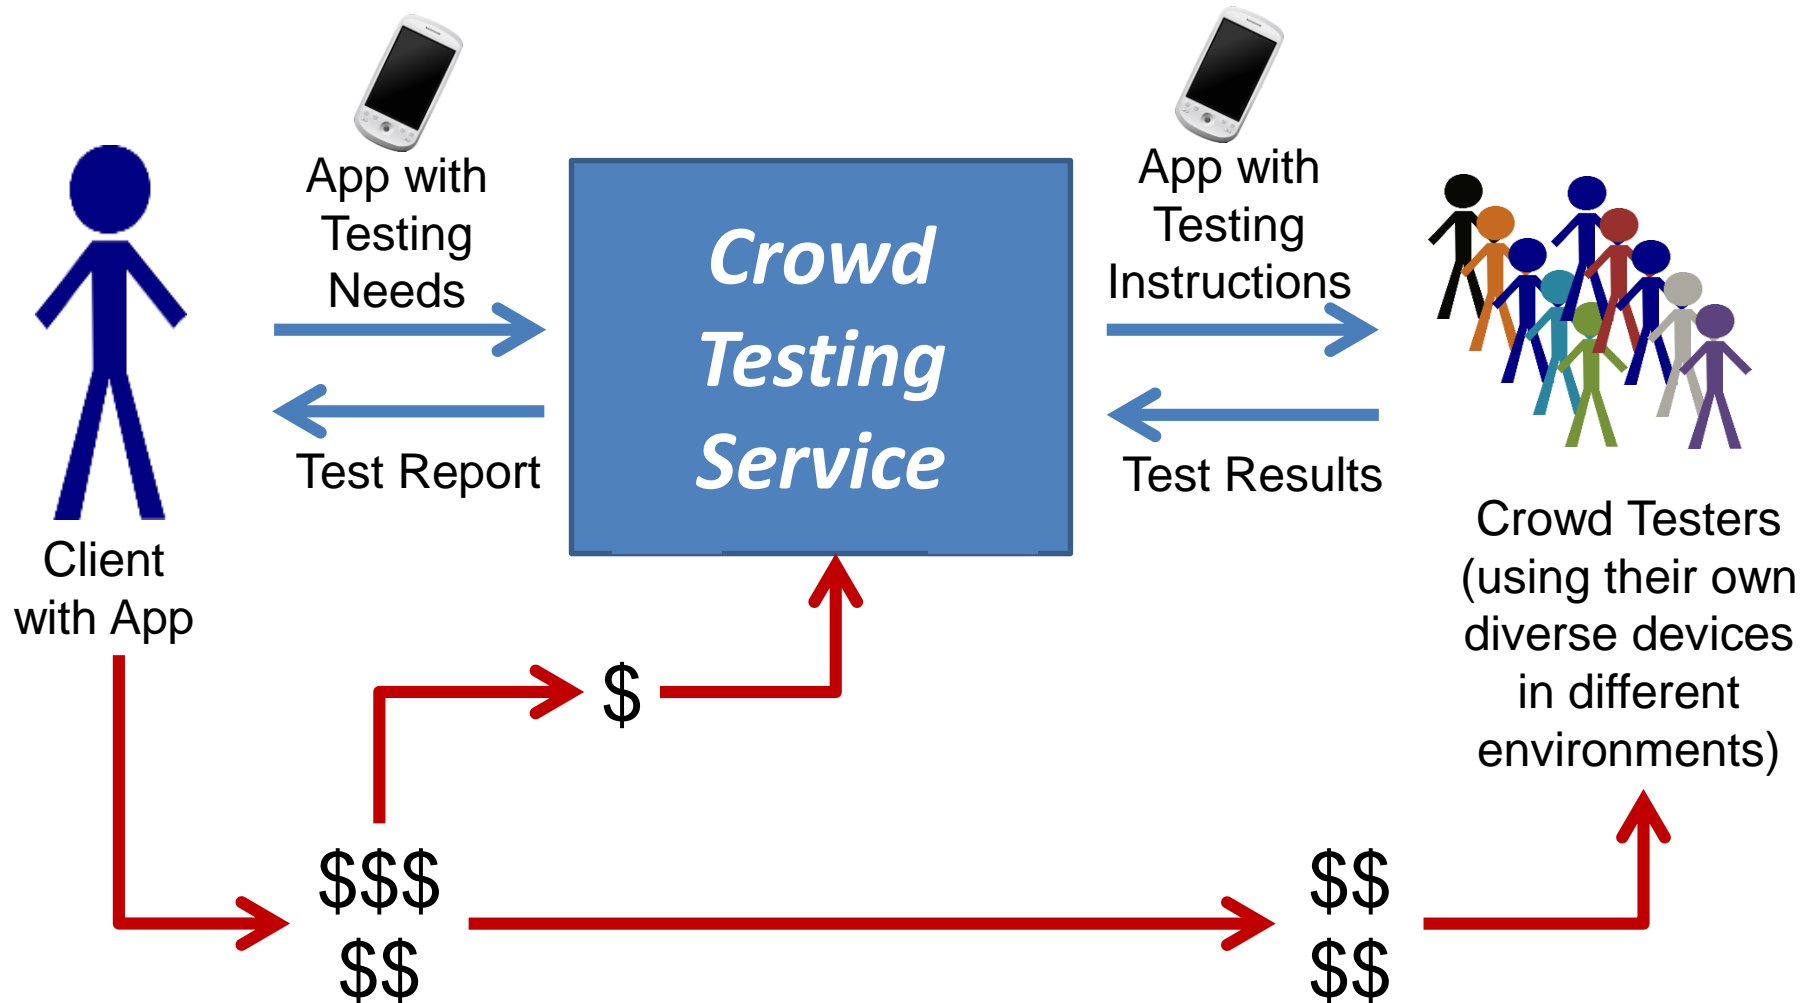 App with
Testing
Needs
App with
Testing
Instructions
Crowd
Testing
Service
Test Report
Test Results
Client
with App
Crowd Testers
(using their own
diverse devices
in different
environments)
$
$$$
$$
$$
$$